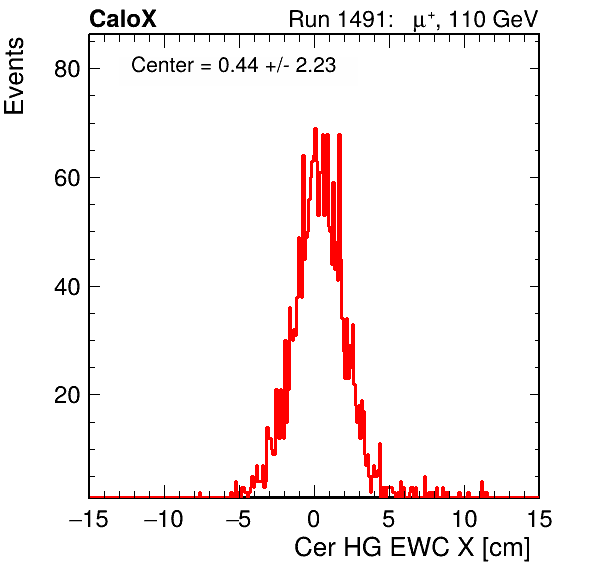 CaloX Run 1491: μ⁺, 110 GeV
Events
Center = 0.44 +/- 2.23
80
60
40
20
−15 −10 −5 0 5 10 15
Cer HG EWC X [cm]